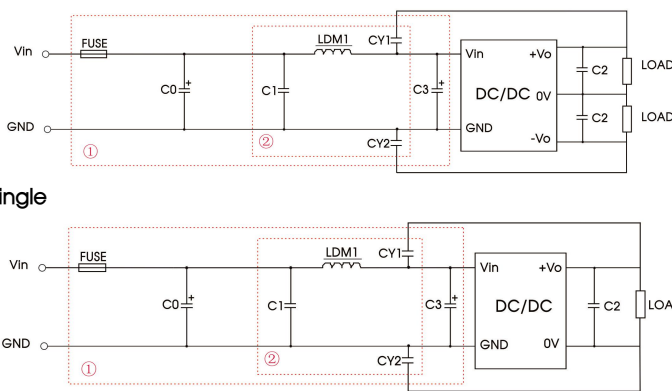 Vin
FUSE
LDM1
CY1
Vin
+Vo
C0
+
C1
C3
+
DC/DC
0V
C2
LOAD
C2
LOAD
GND
GND
-Vo
①
②
CY2
ingle
Vin
FUSE
LDM1
CY1
Vin
+Vo
C0
+
C1
C3
+
DC/DC
C2
LOA
GND
GND
0V
①
②
CY2